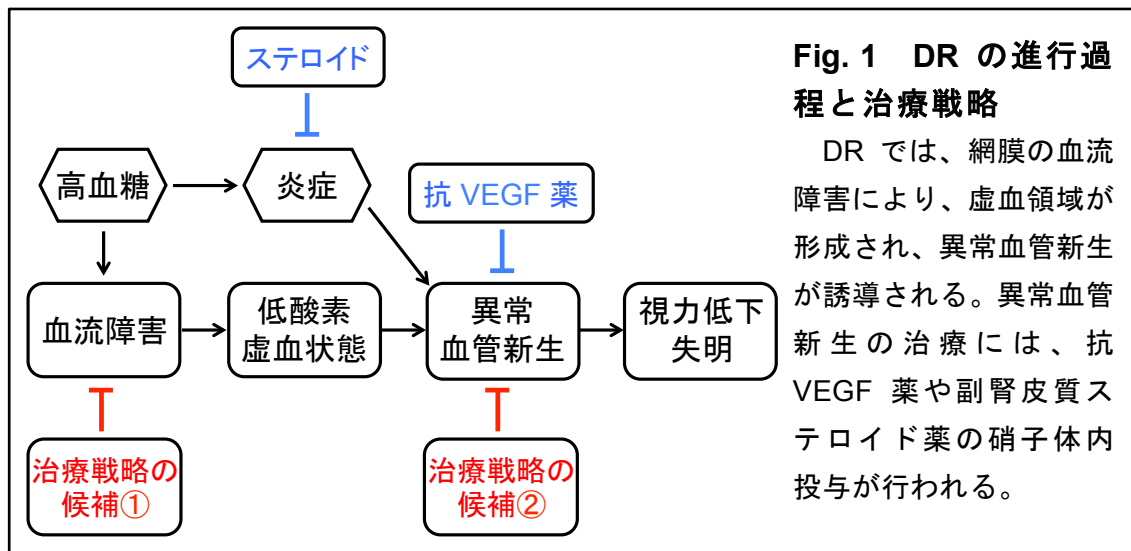 ステロイド
高血糖
炎症
抗 VEGF 薬
血流障害
低酸素
虚血状態
異常
血管新生
視力低下
失明
治療戦略の
候補①
治療戦略の
候補②
Fig. 1 DR の進行過
程と治療戦略
DR では、網膜の血流
障害により、虚血領域が
形成され、異常血管新生
が誘導される。異常血管
新生の治療には、抗
VEGF 薬や副腎皮質ス
テロイド薬の硝子体内
投与が行われる。